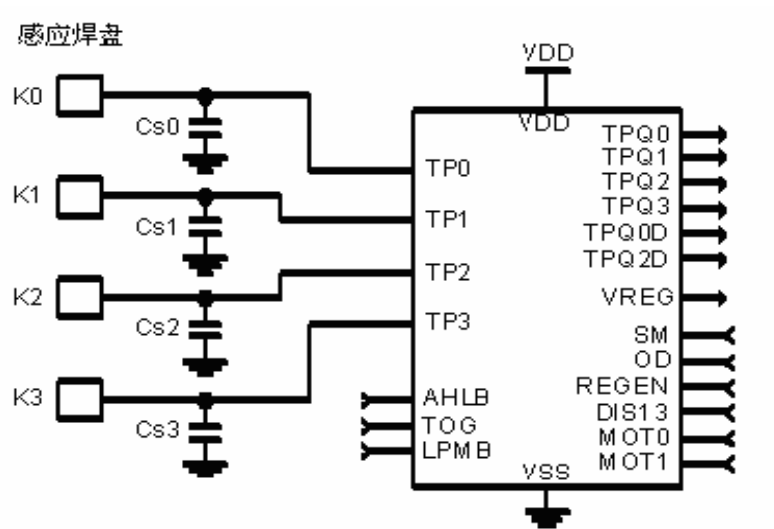 感应焊盘
VDD
VDD
K0
Cs0
TP0
K1
Cs1
TP1
K2
Cs2
TP2
K3
Cs3
TP3
AHLB
TOG
LPMB
TPQ0
TPQ1
TPQ2
TPQ3
TPQ0D
TPQ2D
VREG
SM
OD
REGEN
DIS13
MOT0
MOT1
VSS